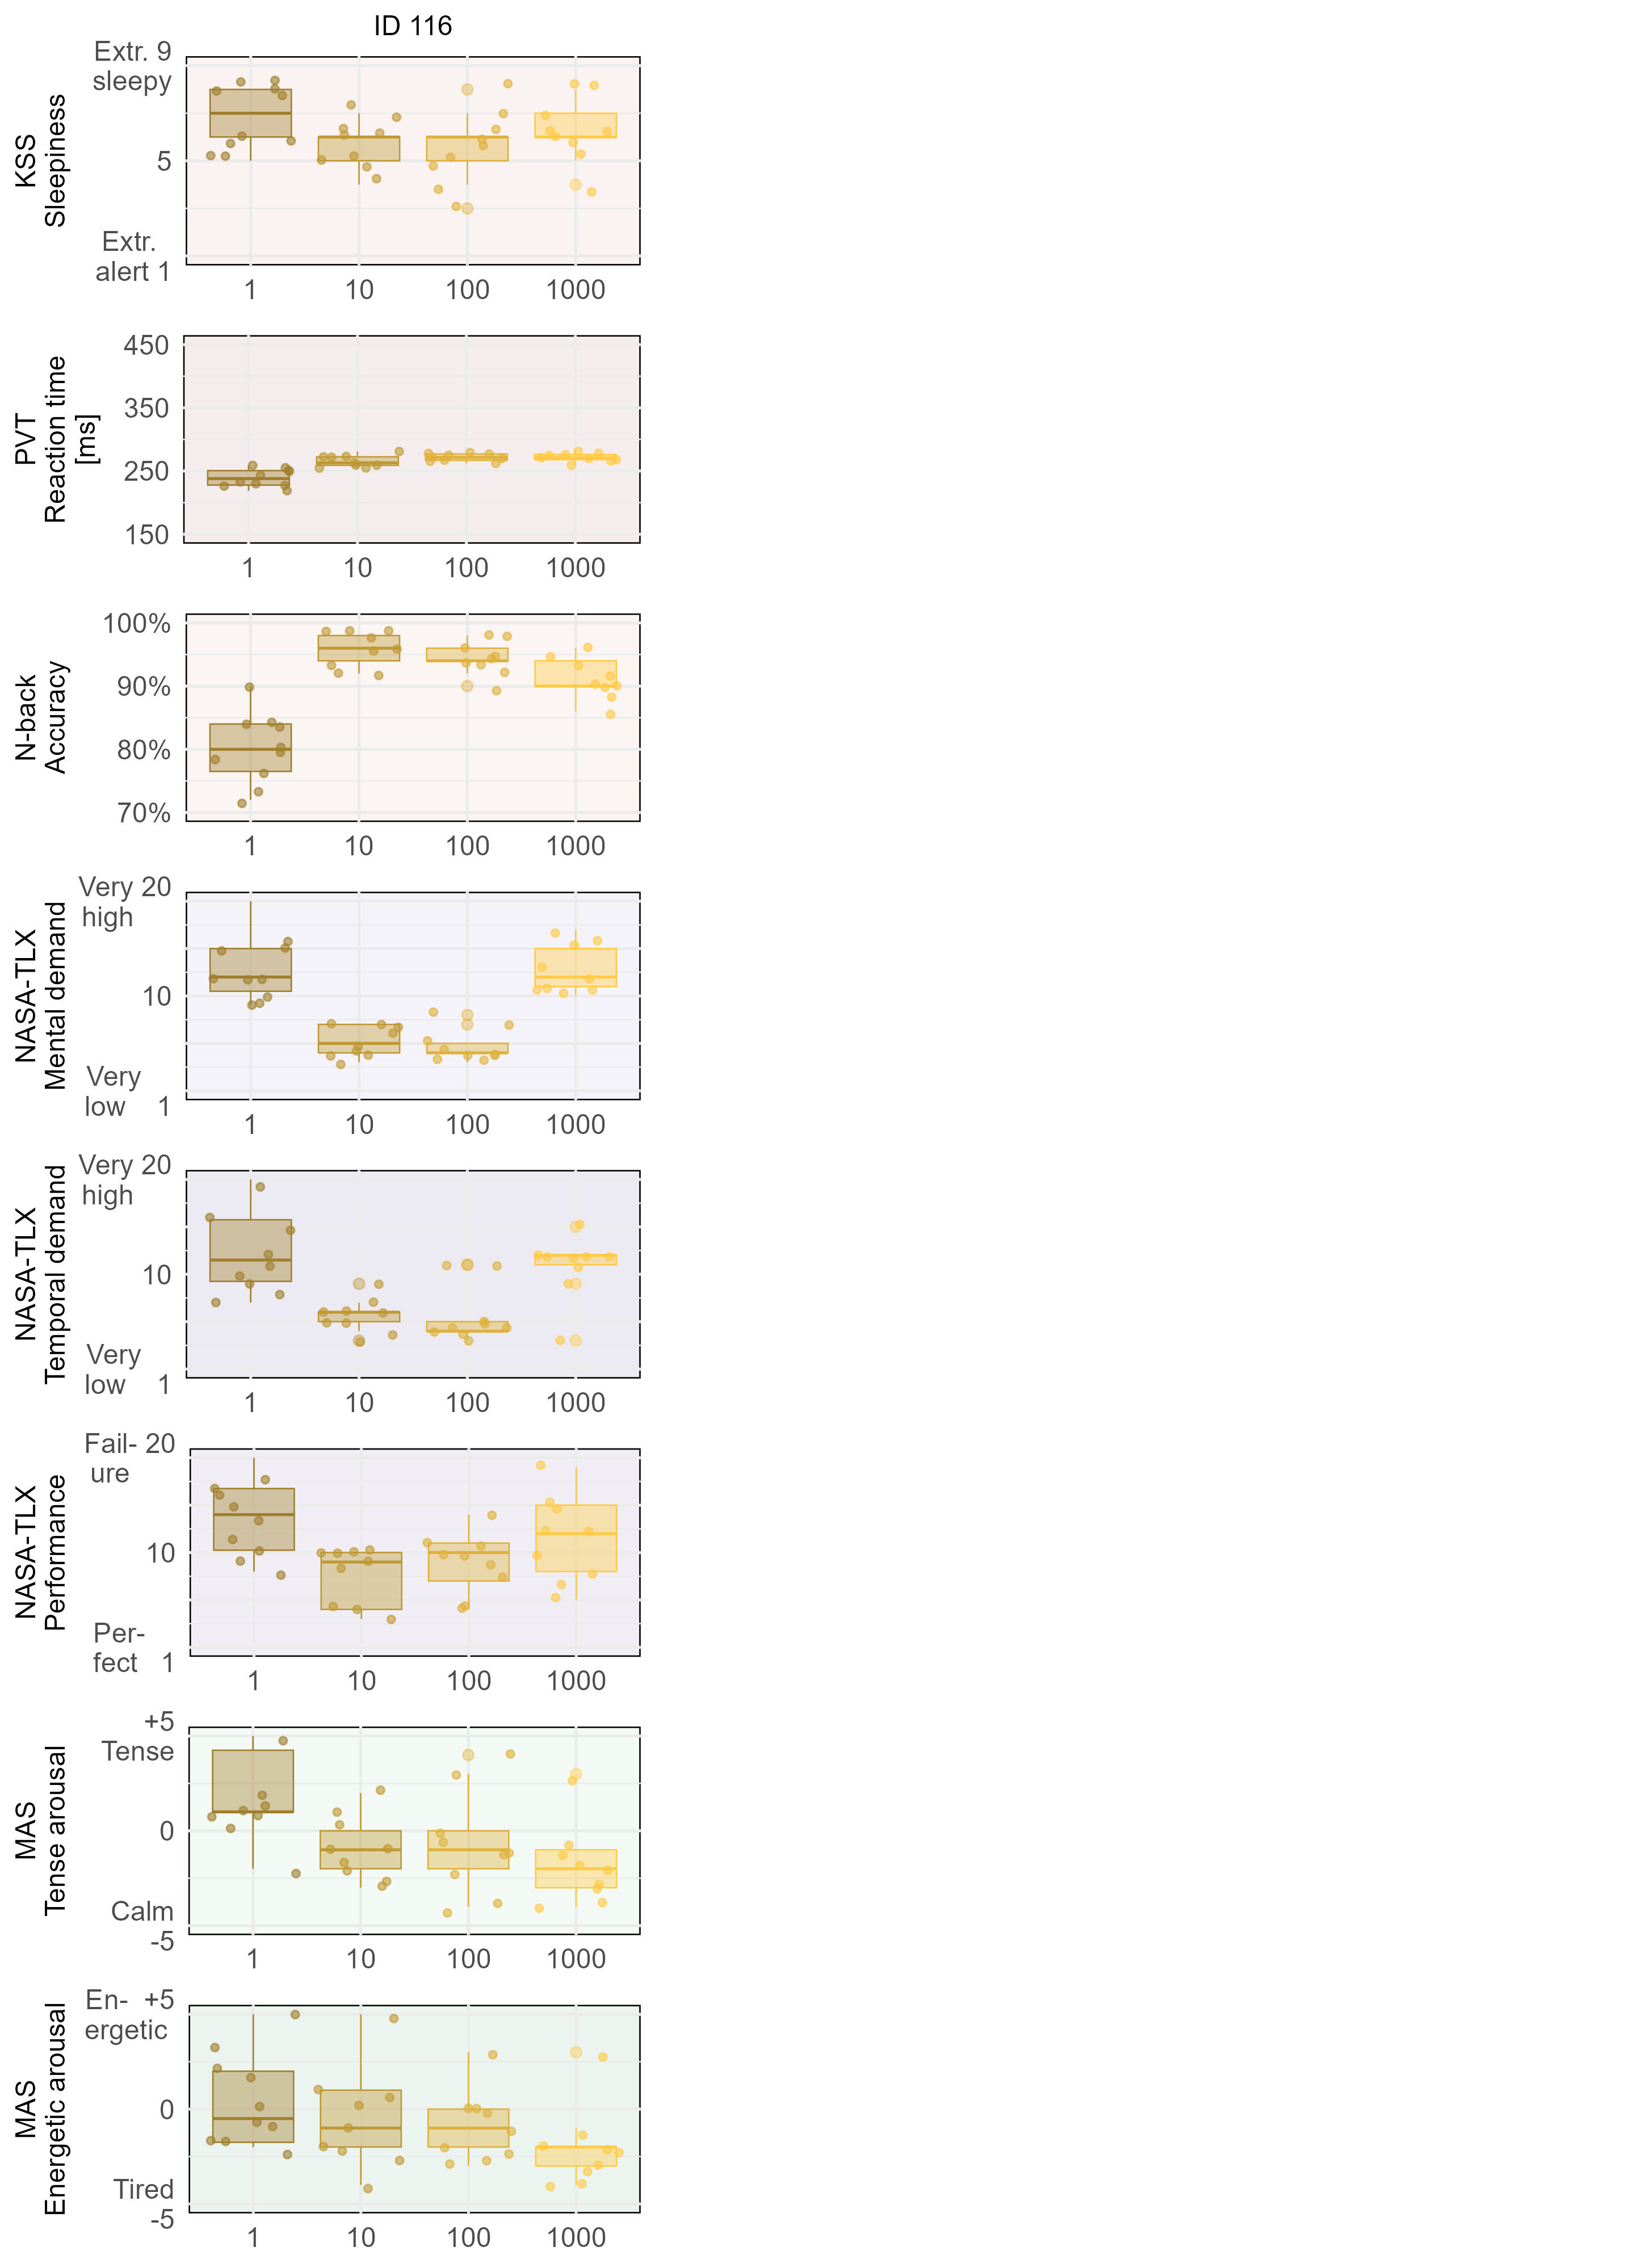 ID 116
Extr. 9
sleepy
5
Extr.
alert 1
KSS
Sleepiness
1 10 100 1000
450
350
250
150
PVT
Reaction time
[ms]
1 10 100 1000
100%
90%
80%
70%
N-back
Accuracy
1 10 100 1000
Very 20
high
10
Very
low 1
NASA-TLX
Mental demand
1 10 100 1000
Very 20
high
10
Very
low 1
NASA-TLX
Temporal demand
1 10 100 1000
Fail- 20
ure
10
Per-
fect 1
NASA-TLX
Performance
1 10 100 1000
+5
Tense
0
Calm
-5
MAS
Tense arousal
1 10 100 1000
En- +5
ergetic
0
Tired
-5
MAS
Energetic arousal
1 10 100 1000